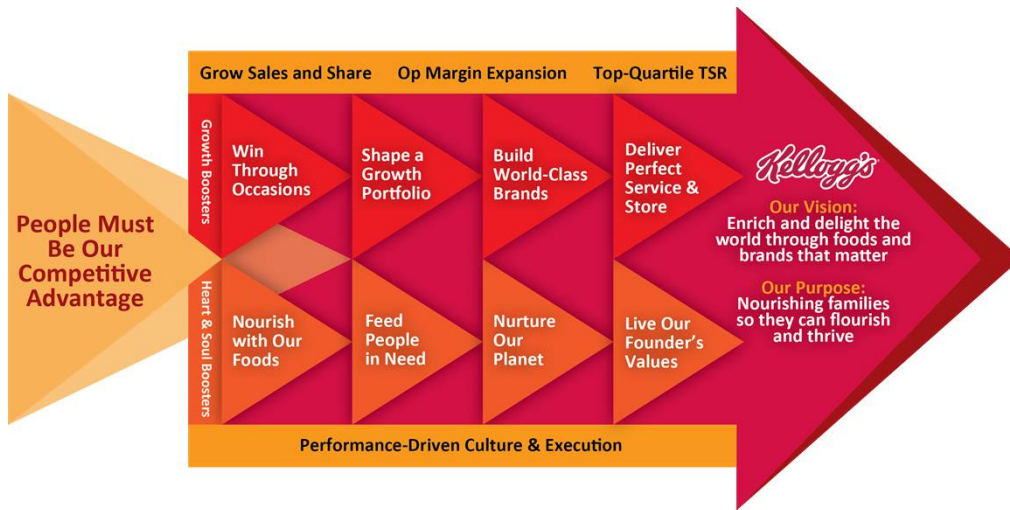 Grow Sales and Share
Op Margin Expansion
Top-Quartile TSR
People Must
Be Our
Competitive
Advantage
Growth Boosters
Win
Through
Occasions
Shape a
Growth
Portfolio
Build
World-Class
Brands
Deliver
Perfect
Service &
Store
Heart & Soul Boosters
Nourish
with Our
Foods
Feed
People
in Need
Nurture
Our
Planet
Live Our
Founder's
Values
Kellogg's
Our Vision:
Enrich and delight the
world through foods and
brands that matter
Our Purpose:
Nourishing families
so they can flourish
and thrive
Performance-Driven Culture & Execution